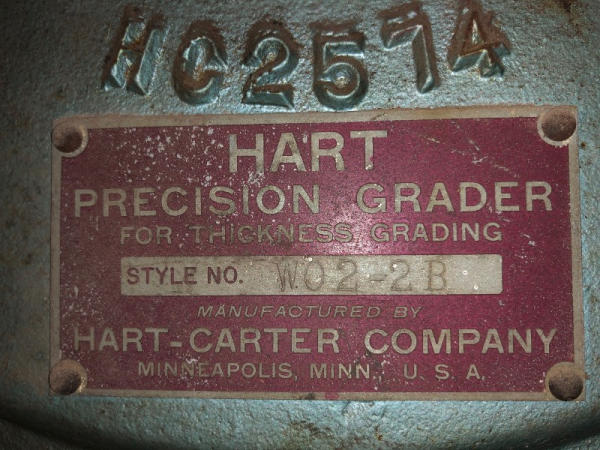 HC2574
HART
PRECISION GRADER
FOR THICKNESS GRADING
STYLE NO. W02-2B
MANUFACTURED BY
HART-CARTER COMPANY
MINNEAPOLIS, MINN., U. S. A.